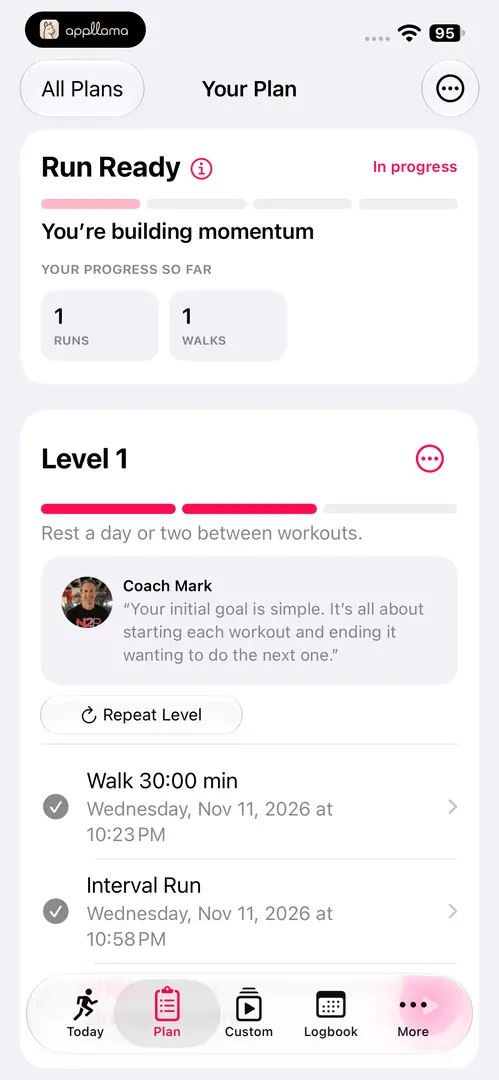 appllama
95
All Plans
Your Plan
Run Ready
In progress
You’re building momentum
YOUR PROGRESS SO FAR
1
RUNS
1
WALKS
Level 1
Rest a day or two between workouts.
Coach Mark
“Your initial goal is simple. It’s all about
starting each workout and ending it
wanting to do the next one.”
Repeat Level
Walk 30:00 min
Wednesday, Nov 11, 2026 at
10:23 PM
Interval Run
Wednesday, Nov 11, 2026 at
10:58 PM
Today
Plan
Custom
Logbook
More